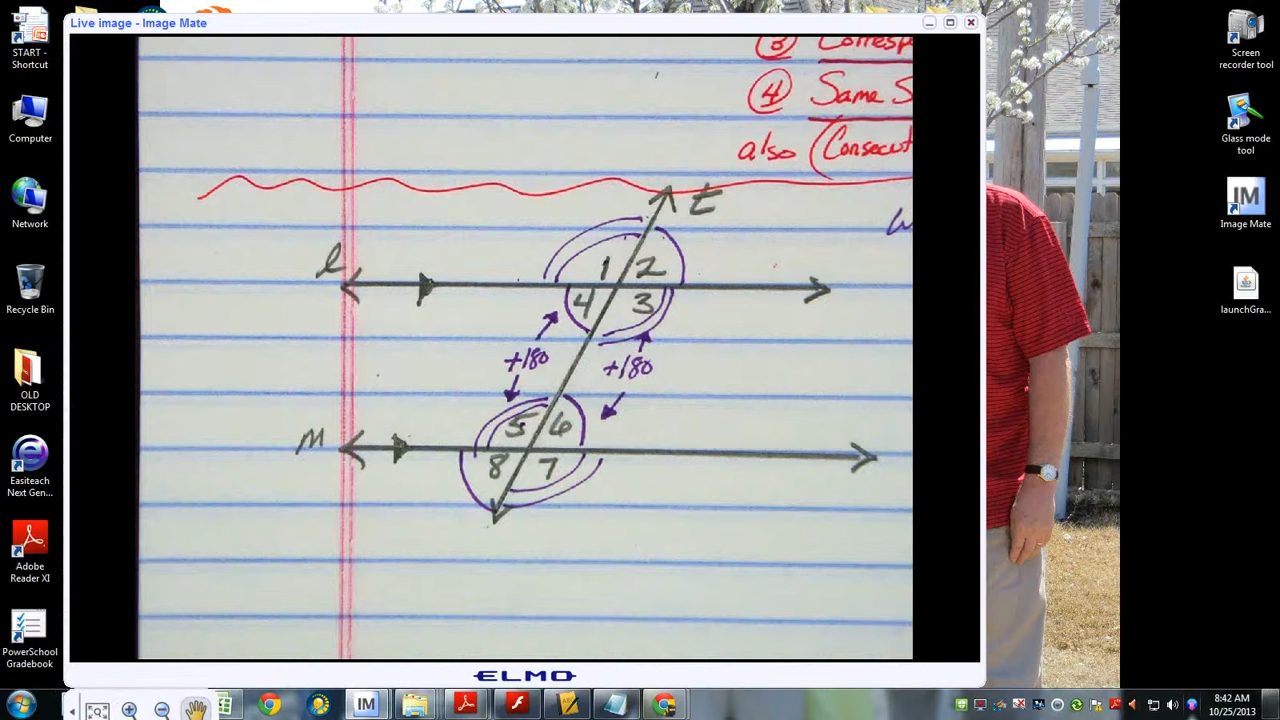 Live image - Image Mate
START -
Shortcut
Computer
Network
Recycle Bin
OLD
DESKTOP
Easiteach
Next Gen...
Adobe
Reader XI
PowerSchool
Gradebook
③ Corresp
④ Same S
also (Consecut
t
l
1 2
4 3
+180 +180
m
5 6
8 7
ELMO
Screen
recorder tool
Glass mode
tool
IM
Image Mate
launchGra...
IM
8:42 AM
10/25/2013